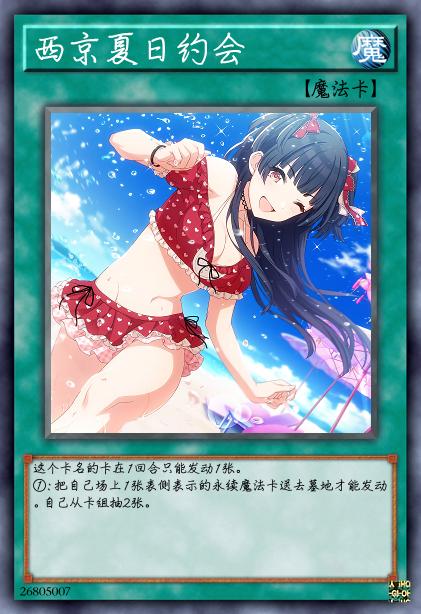 西京夏日约会
魔
【魔法卡】
这个卡名的卡在1回合只能发动1张。
①:把自己场上1张表侧表示的永续魔法卡送去墓地才能发动
。自己从卡组抽2张。
26805007